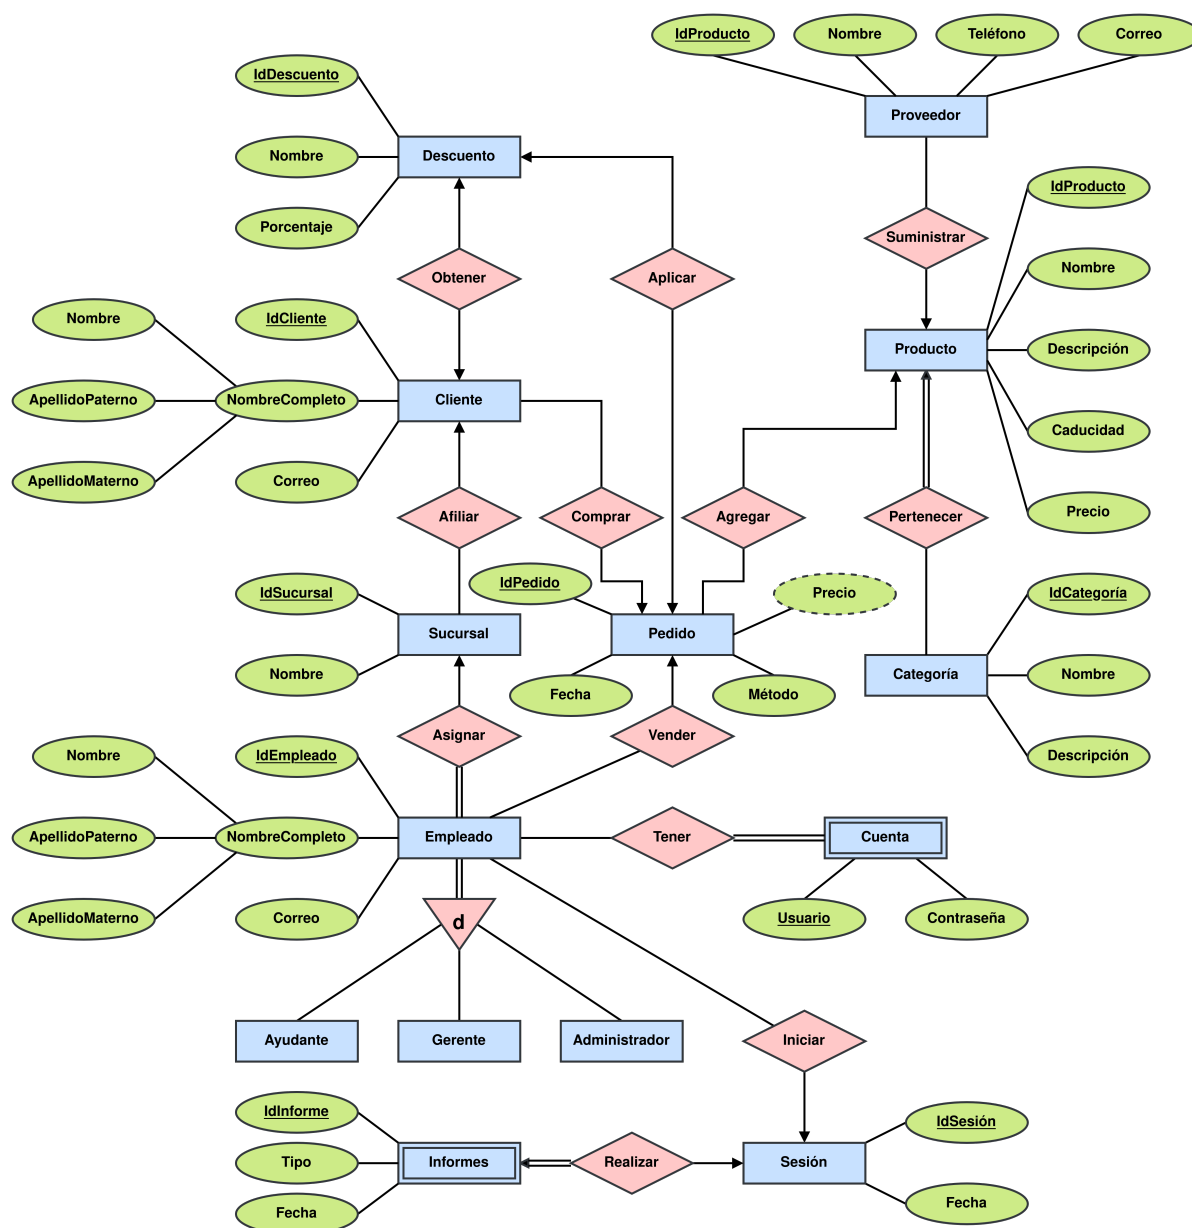 IdProducto
Nombre
Teléfono
Correo
IdDescuento
Proveedor
Descuento
Nombre
IdProducto
Porcentaje
Suministrar
Obtener
Aplicar
Nombre
Nombre
IdCliente
Producto
Descripción
ApellidoPaterno
NombreCompleto
Cliente
Caducidad
ApellidoMaterno
Correo
Afiliar
Comprar
Agregar
Pertenecer
Precio
IdSucursal
IdPedido
Precio
IdCategoría
Sucursal
Pedido
Nombre
Categoría
Nombre
Fecha
Método
Asignar
Vender
Nombre
IdEmpleado
Descripción
ApellidoPaterno
NombreCompleto
Empleado
Tener
Cuenta
ApellidoMaterno
Correo
d
Usuario
Contraseña
Ayudante
Gerente
Administrador
Iniciar
IdInforme
IdSesión
Tipo
Informes
Realizar
Sesión
Fecha
Fecha